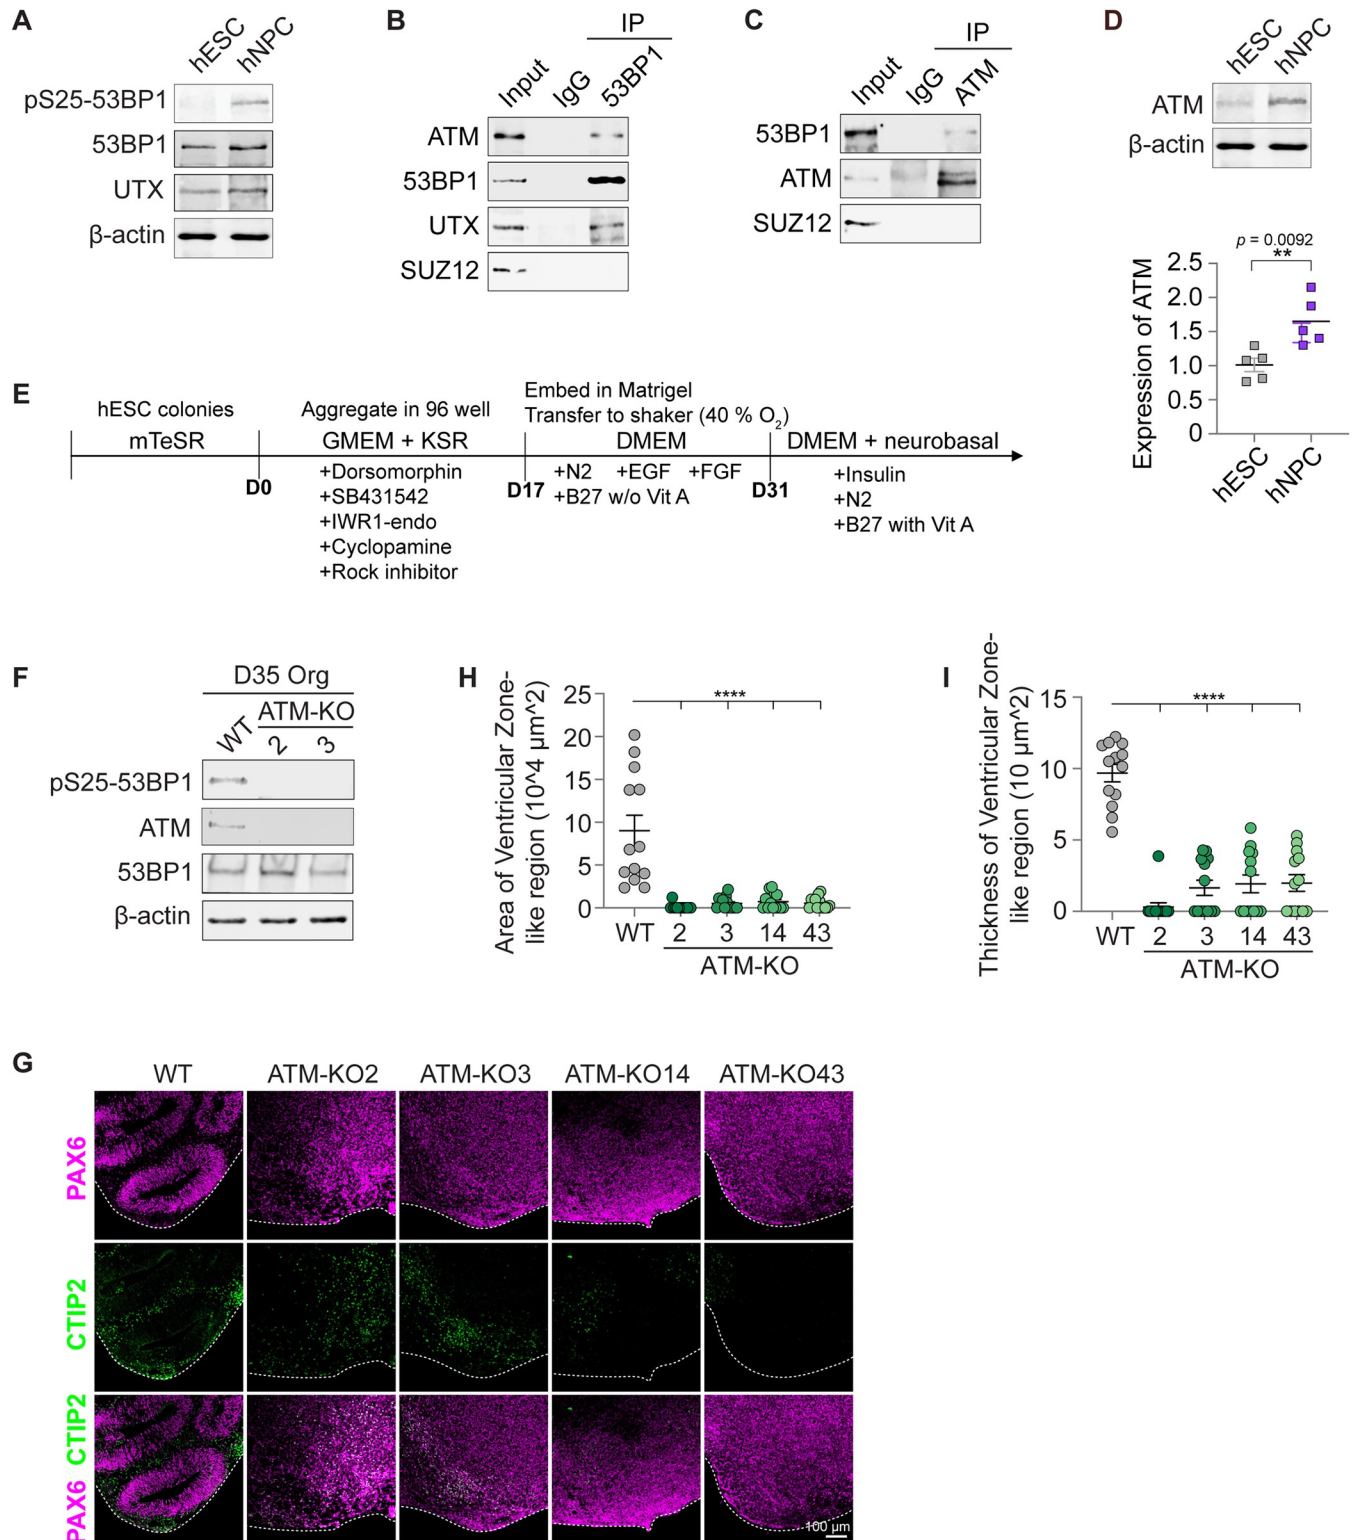 A
hESC
hNPC
pS25-53BP1
53BP1
UTX
β-actin
B
IP
Input
IgG
53BP1
ATM
53BP1
UTX
SUZ12
C
IP
Input
IgG
ATM
53BP1
ATM
SUZ12
D
hESC
hNPC
ATM
β-actin
p = 0.0092
**
Expression of ATM
2.5
2.0
1.5
1.0
0.5
0
hESC
hNPC
E
hESC colonies
mTeSR
D0
Aggregate in 96 well
GMEM + KSR
+Dorsomorphin
+SB431542
+IWR1-endo
+Cyclopamine
+Rock inhibitor
D17
Embed in Matrigel
Transfer to shaker (40 % O2)
DMEM
+N2 +EGF +FGF
+B27 w/o Vit A
D31
DMEM + neurobasal
+Insulin
+N2
+B27 with Vit A
F
D35 Org
WT
ATM-KO
2
3
pS25-53BP1
ATM
53BP1
β-actin
H
Area of Ventricular Zone-
like region (10^4 µm^2)
25
20
15
10
5
0
****
WT
2
3
14
43
ATM-KO
I
Thickness of Ventricular Zone-
like region (10 µm^2)
15
10
5
0
****
WT
2
3
14
43
ATM-KO
G
WT
ATM-KO2
ATM-KO3
ATM-KO14
ATM-KO43
PAX6
CTIP2
PAX6 CTIP2
100 µm